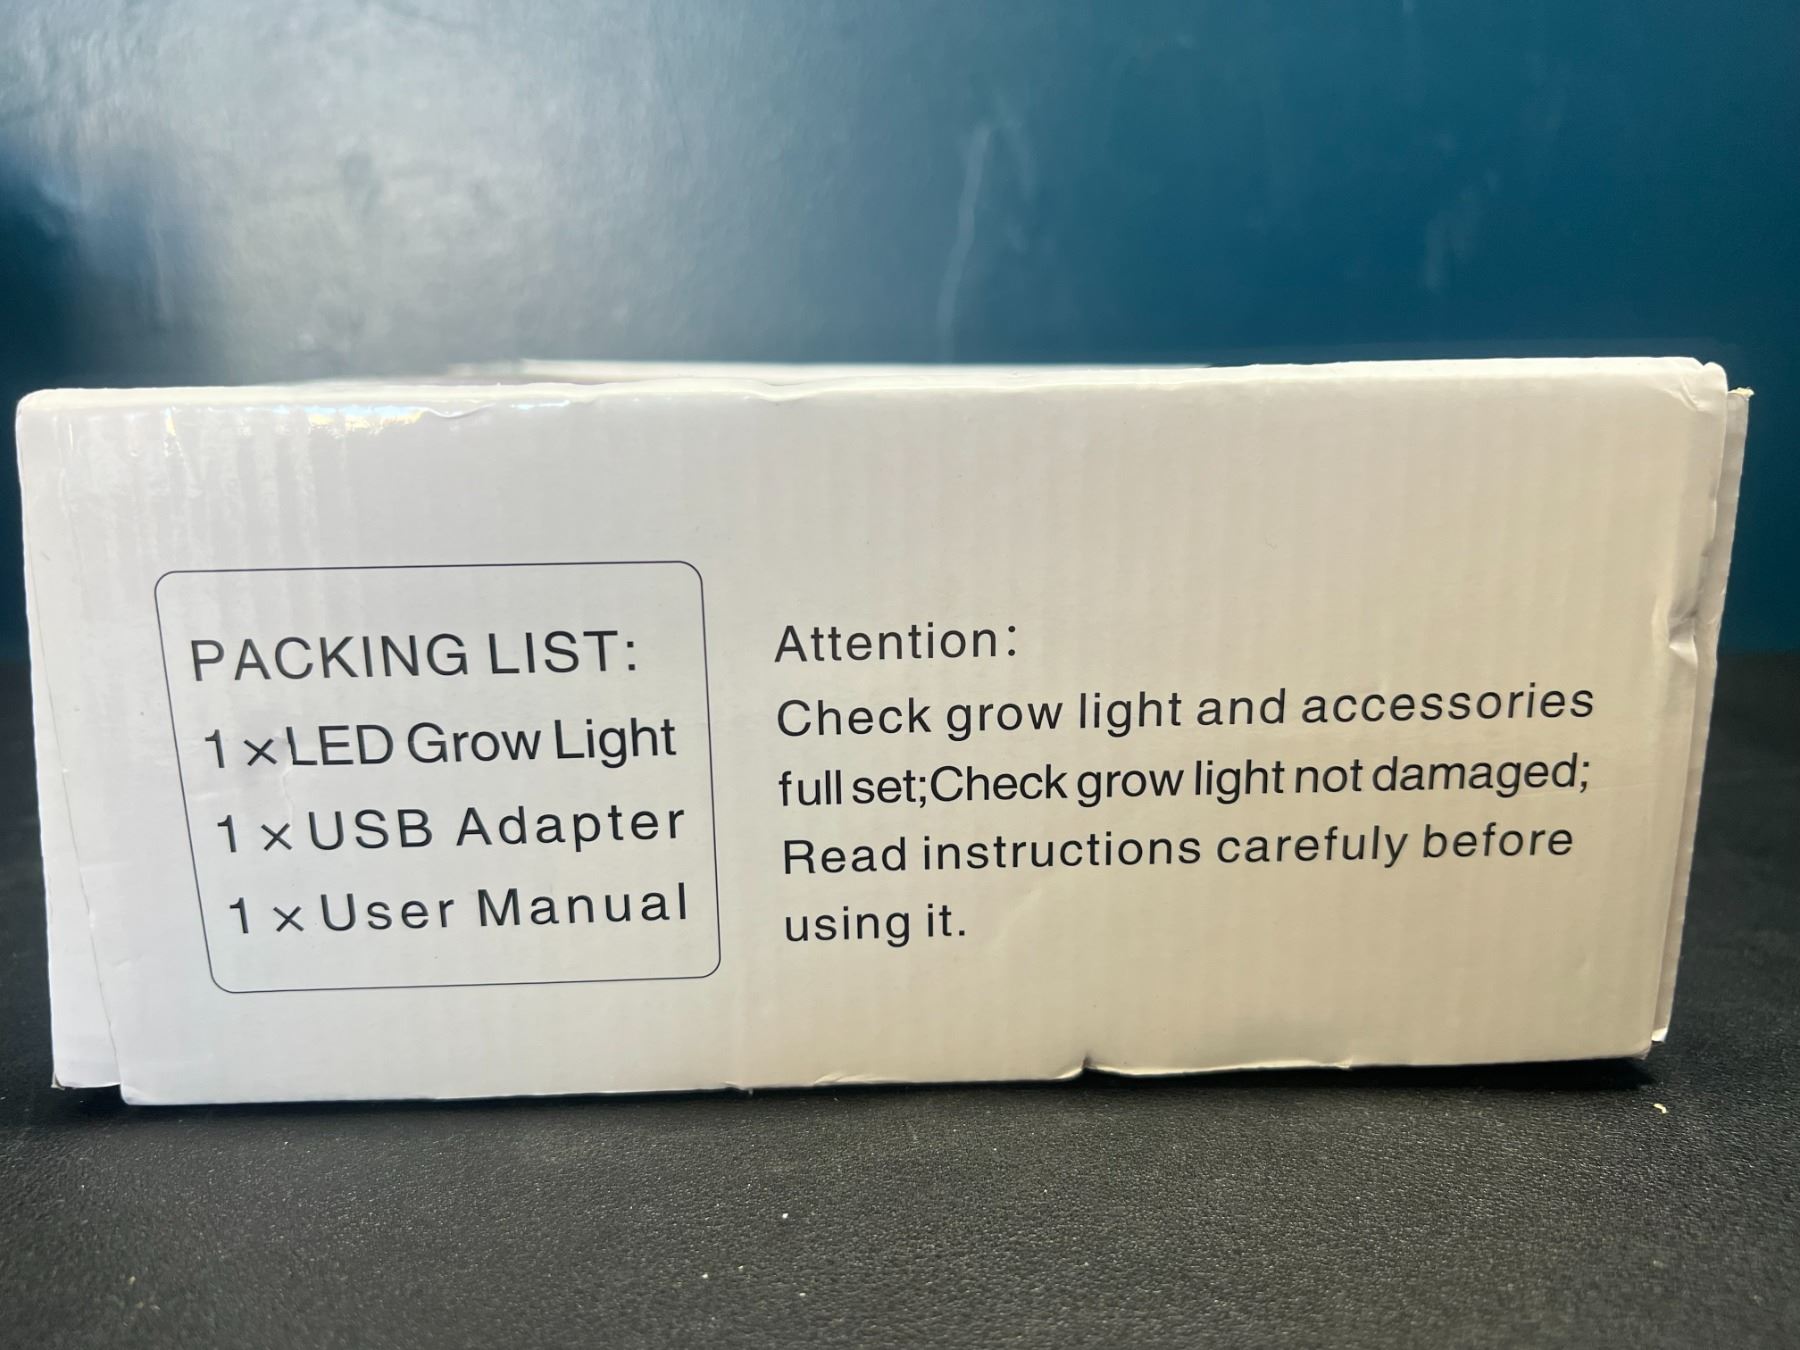 PACKING LIST:
1 × LED Grow Light
1 × USB Adapter
1 × User Manual
Attention:
Check grow light and accessories
full set;Check grow light not damaged;
Read instructions carefuly before
using it.